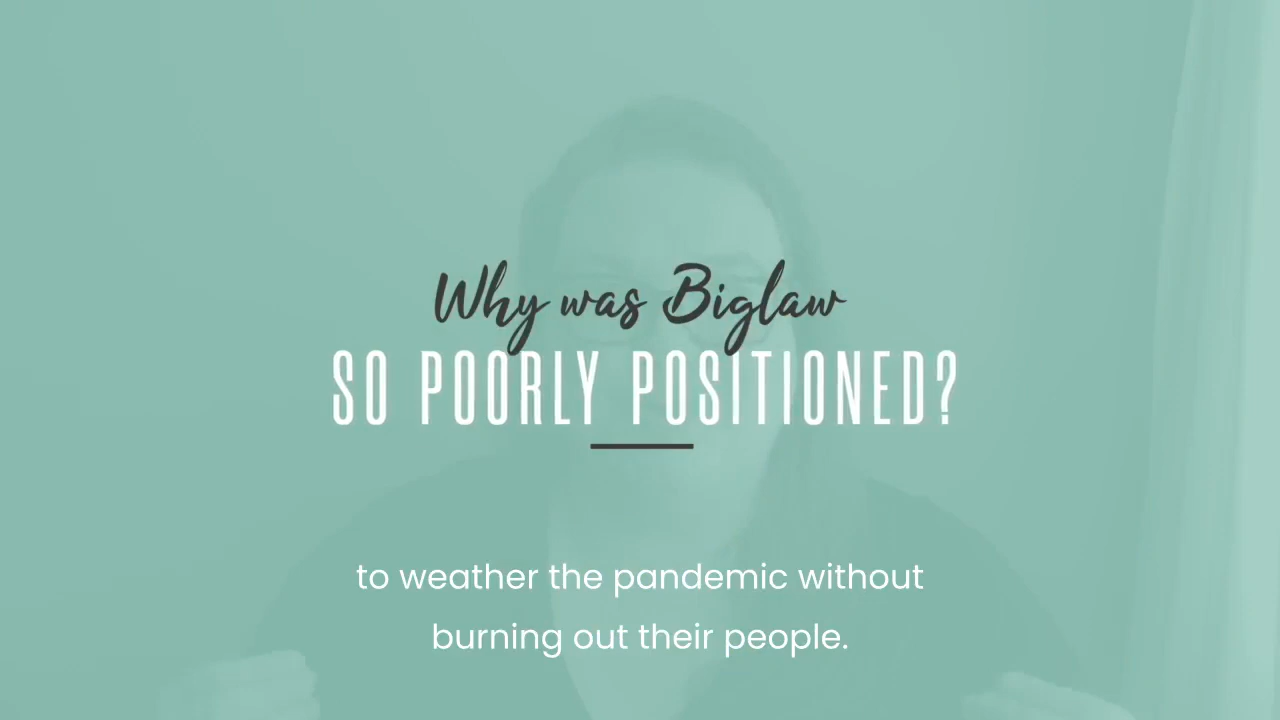 Why was Biglaw
SO POORLY POSITIONED?
to weather the pandemic without
burning out their people.